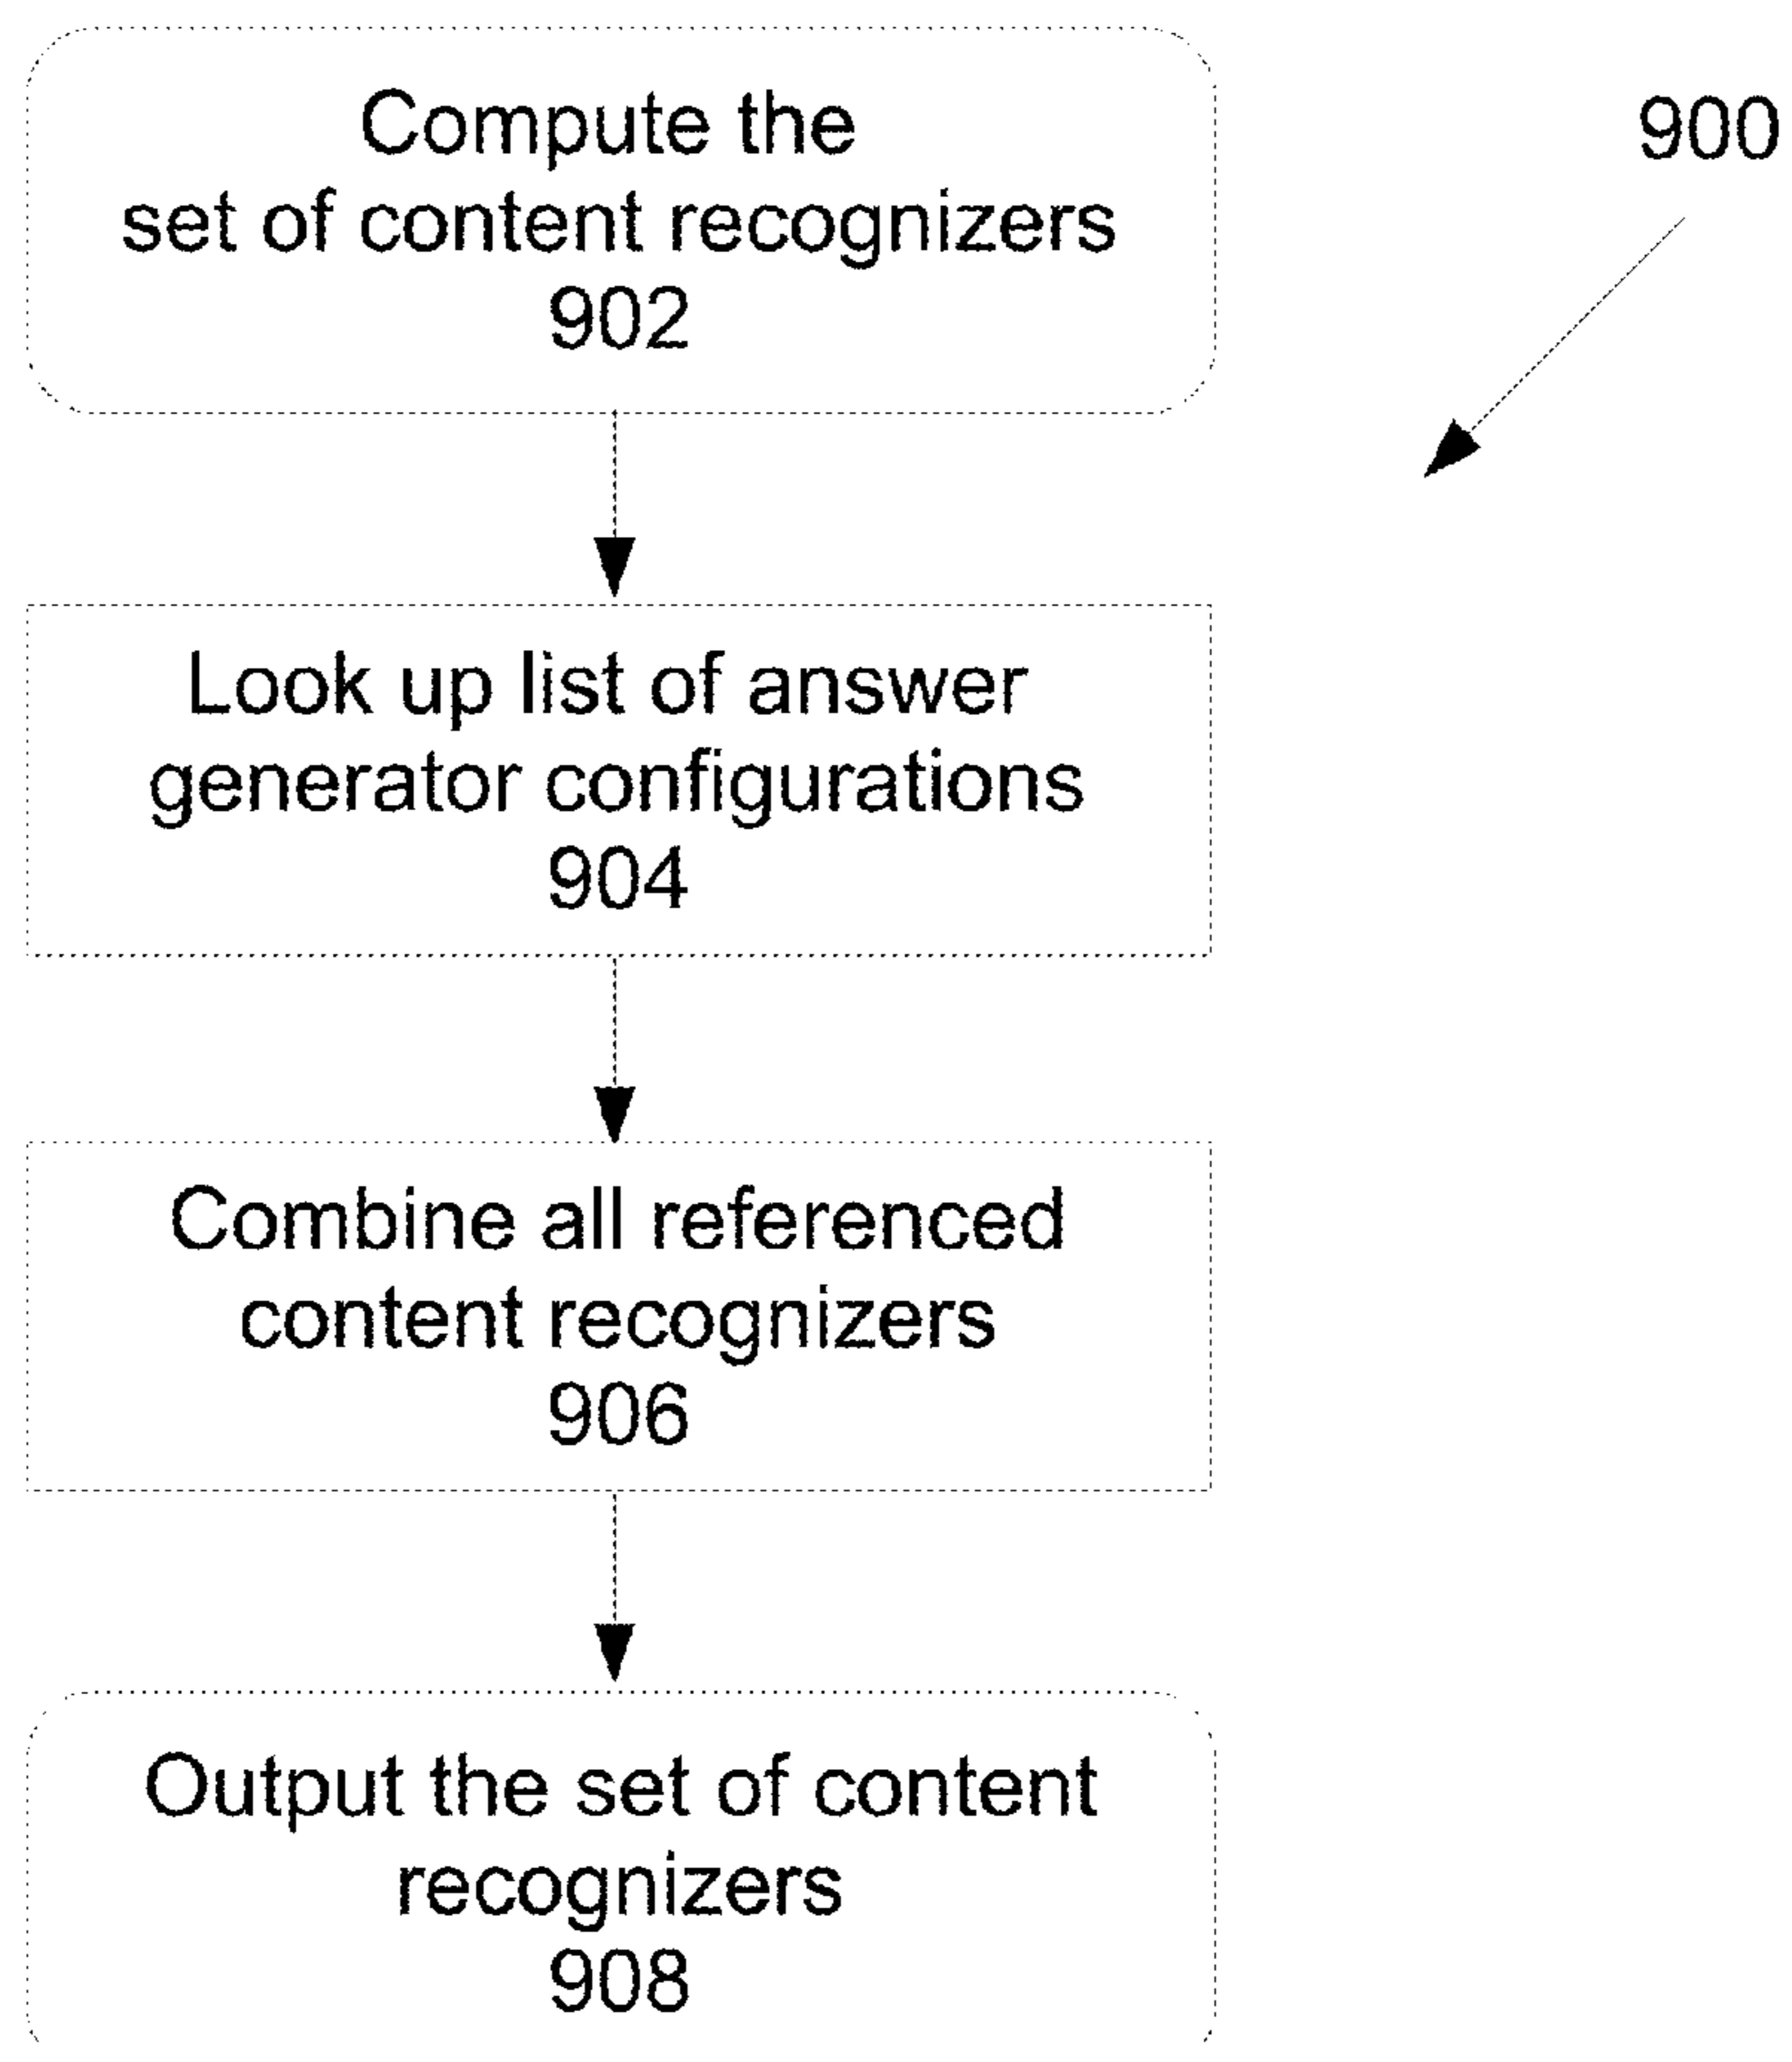 Compute the
set of content recognizers
902
900
Look up list of answer
generator configurations
904
Combine all referenced
content recognizers
906
Output the set of content
recognizers
908